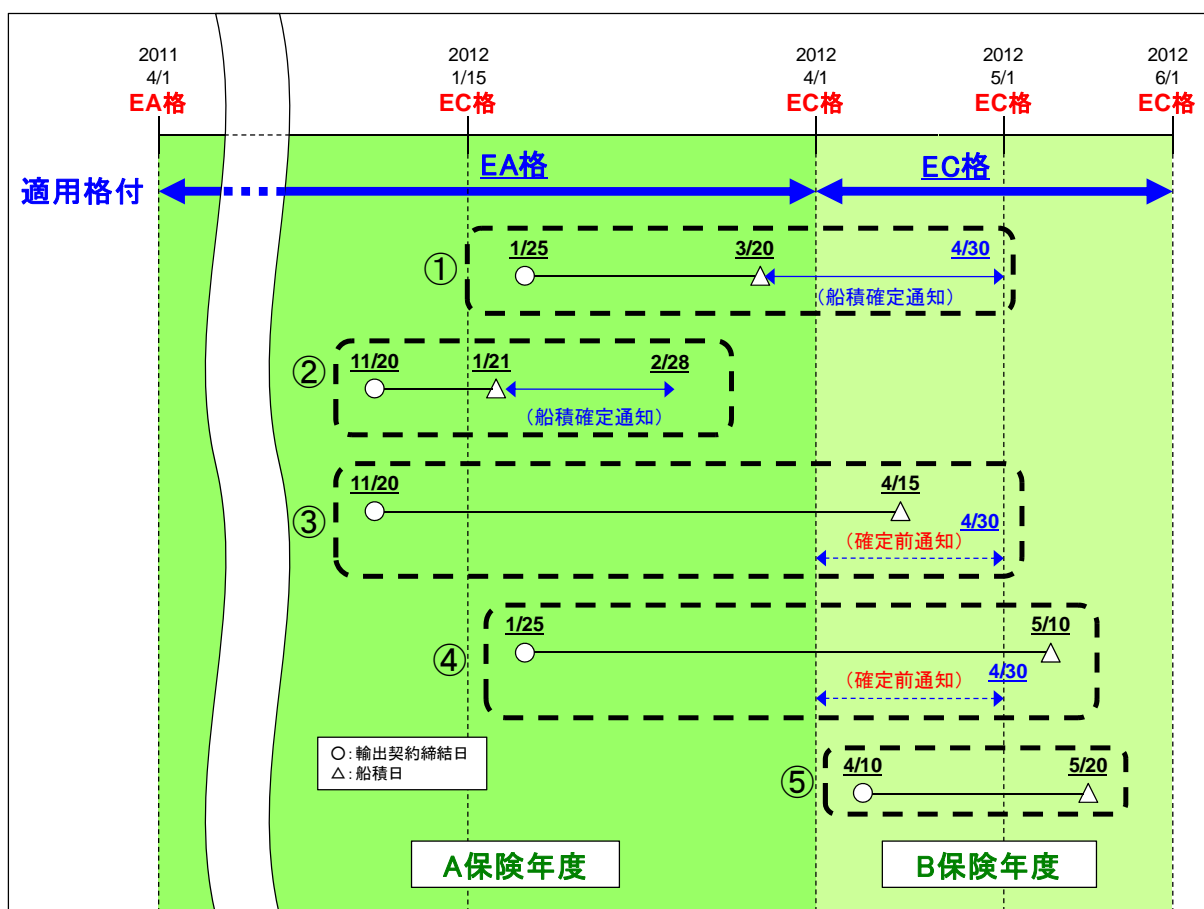 2011
4/1
EA格
2012
1/15
EC格
2012
4/1
EC格
2012
5/1
EC格
2012
6/1
EC格
適用格付
EA格
EC格
①
1/25
3/20
4/30
（船積確定通知）
②
11/20
1/21
2/28
（船積確定通知）
③
11/20
4/15
4/30
（確定前通知）
④
1/25
5/10
4/30
（確定前通知）
○：輸出契約締結日
△：船積日
⑤
4/10
5/20
A保険年度
B保険年度